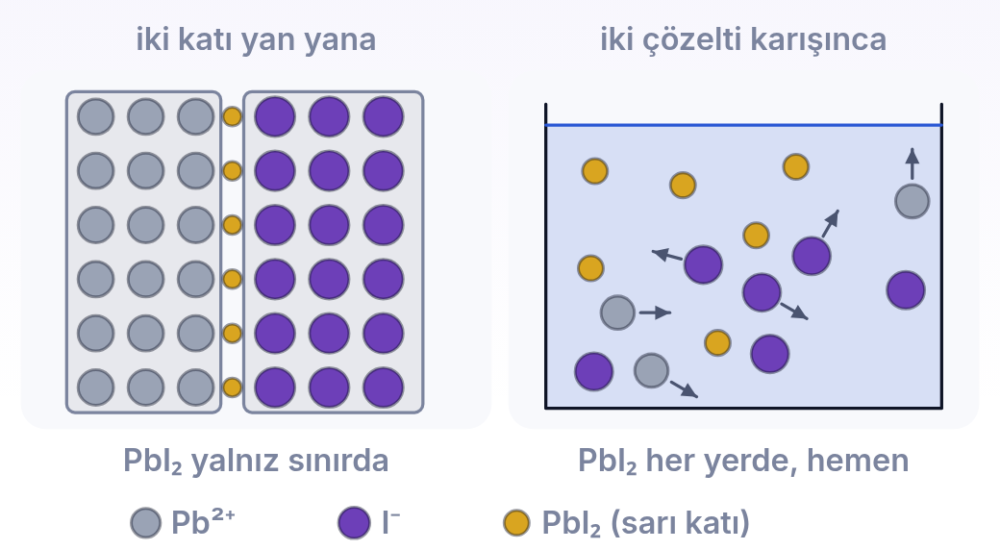 iki katı yan yana
iki çözelti karışınca
PbI₂ yalnız sınırda
PbI₂ her yerde, hemen
Pb²⁺
I⁻
PbI₂ (sarı katı)